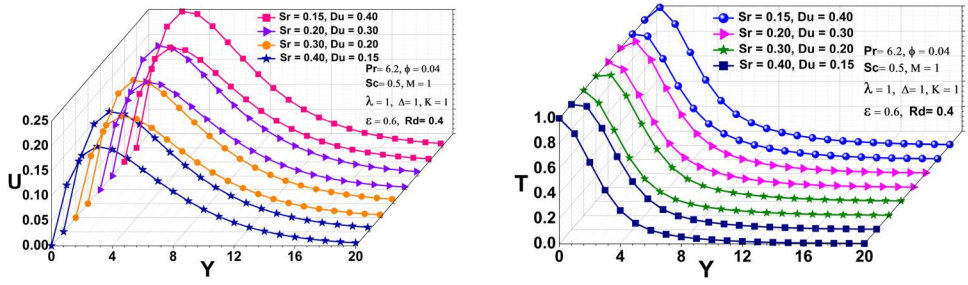 Sr = 0.15, Du = 0.40
Sr = 0.20, Du = 0.30
Sr = 0.30, Du = 0.20
Sr = 0.40, Du = 0.15
Pr= 6.2, ϕ = 0.04
Sc= 0.5, M = 1
λ = 1, Δ= 1, K = 1
ε = 0.6, Rd= 0.4
0.25
0.20
0.15
0.10
0.05
0.00
U
0
4
8
12
16
20
Y
Sr = 0.15, Du = 0.40
Sr = 0.20, Du = 0.30
Sr = 0.30, Du = 0.20
Sr = 0.40, Du = 0.15
Pr= 6.2, ϕ = 0.04
Sc= 0.5, M = 1
λ = 1, Δ= 1, K = 1
ε = 0.6, Rd= 0.4
1.0
0.8
0.6
0.4
0.2
0.0
T
0
4
8
12
16
20
Y